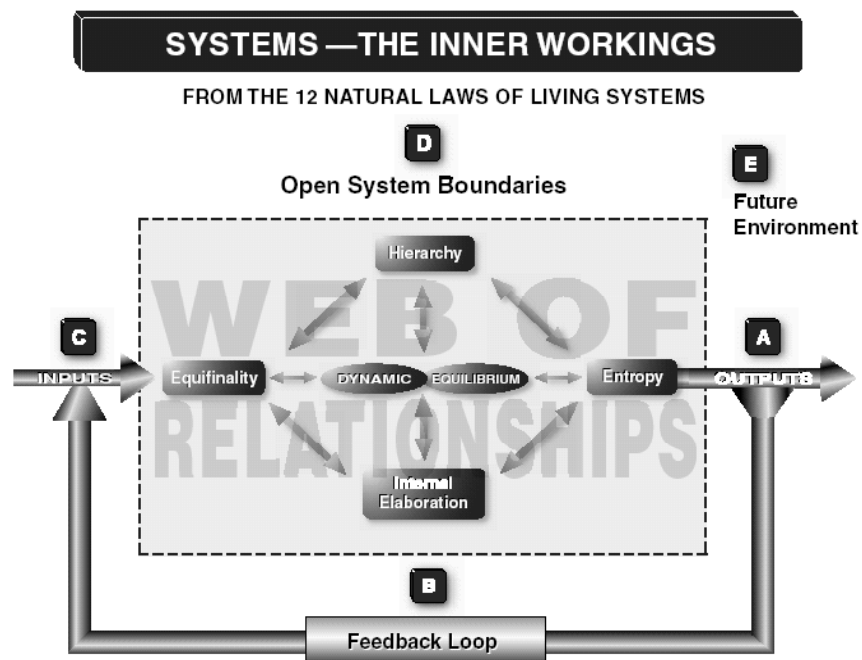 SYSTEMS —THE INNER WORKINGS
FROM THE 12 NATURAL LAWS OF LIVING SYSTEMS
D
Open System Boundaries
E
Future
Environment
Hierarchy
WEB OF
C
A
INPUTS
Equifinality
DYNAMIC
EQUILIBRIUM
Entropy
OUTPUTS
RELATIONSHIPS
Internal
Elaboration
B
Feedback Loop